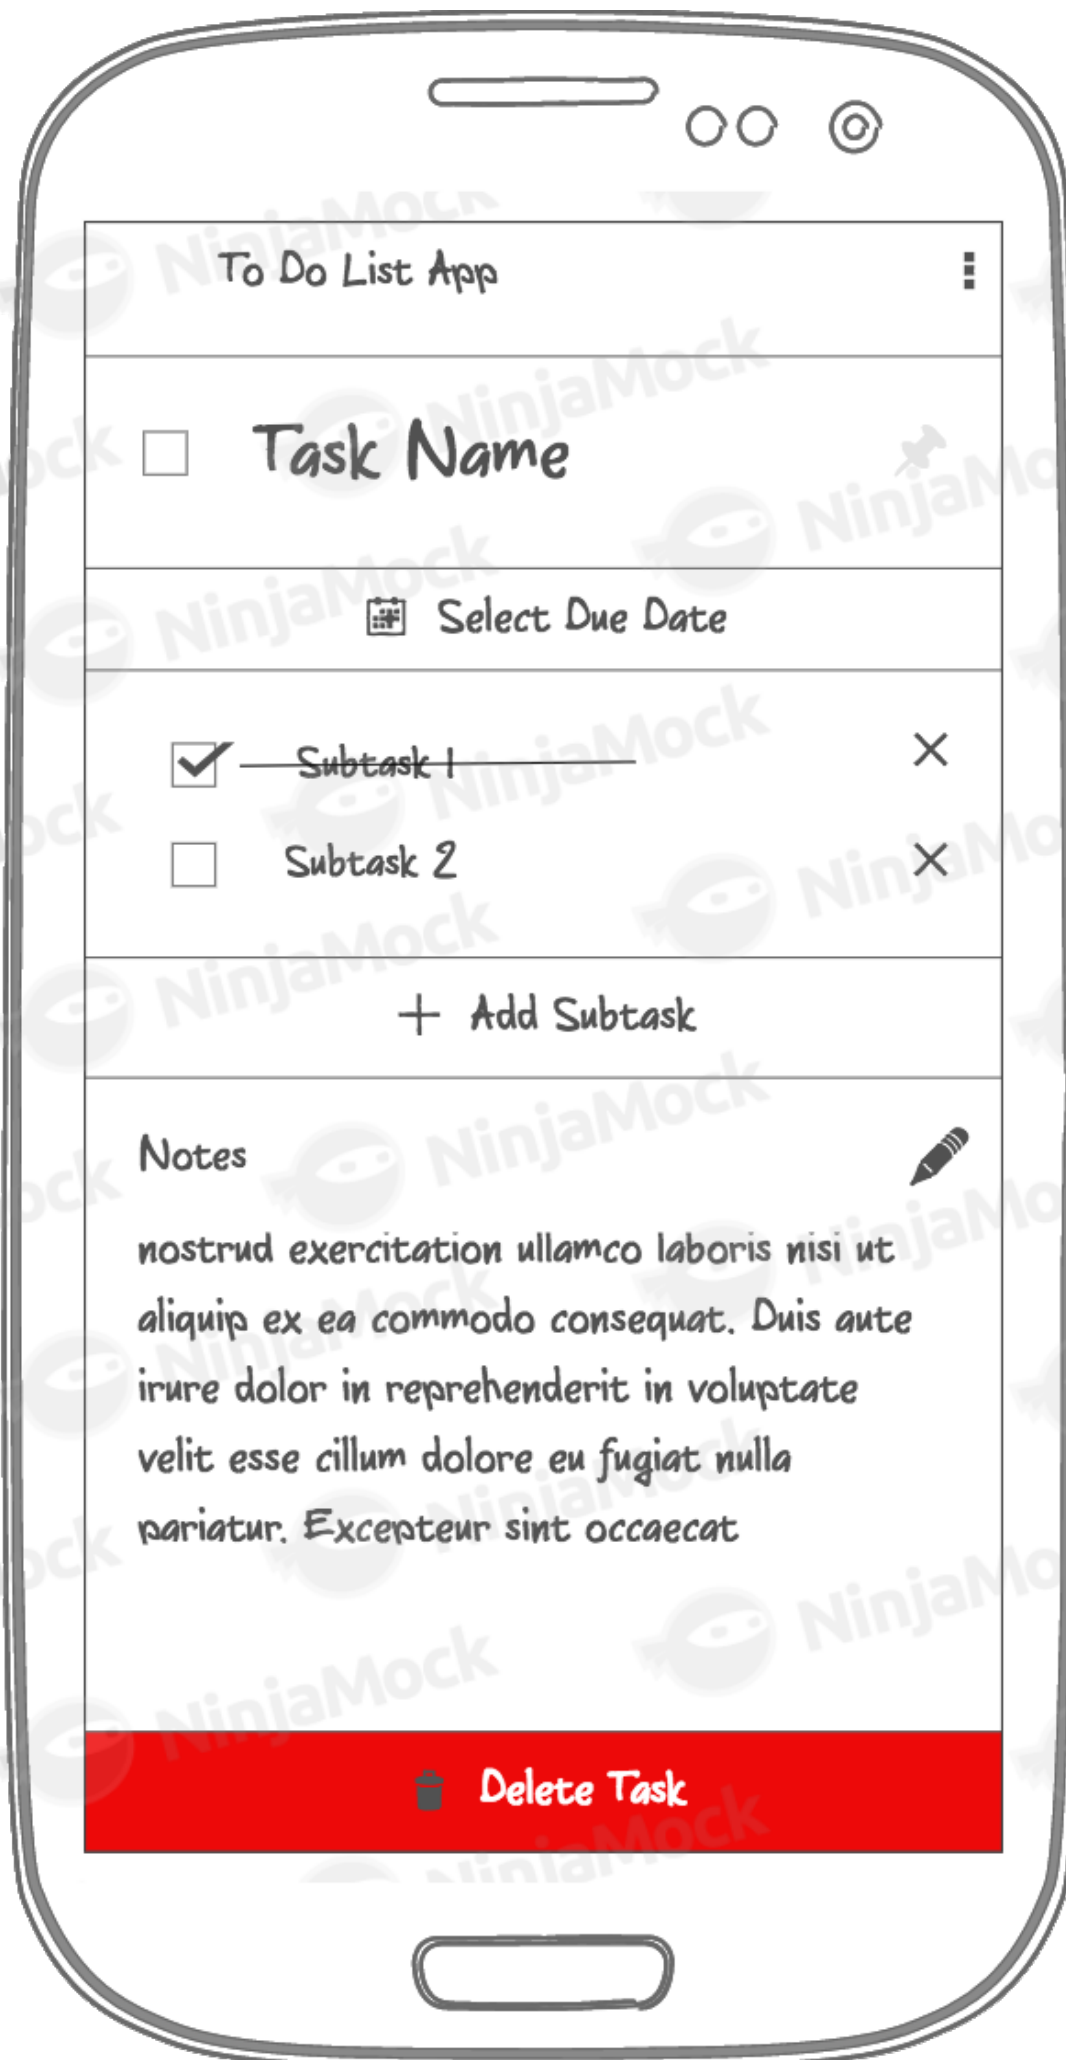 To Do List App
Task Name
Select Due Date
Subtask 1
Subtask 2
Add Subtask
Notes
nostrud exercitation ullamco laboris nisi ut
aliquip ex ea commodo consequat. Duis aute
irure dolor in reprehenderit in voluptate
velit esse cillum dolore eu fugiat nulla
pariatur. Excepteur sint occaecat
Delete Task
NinjaMock